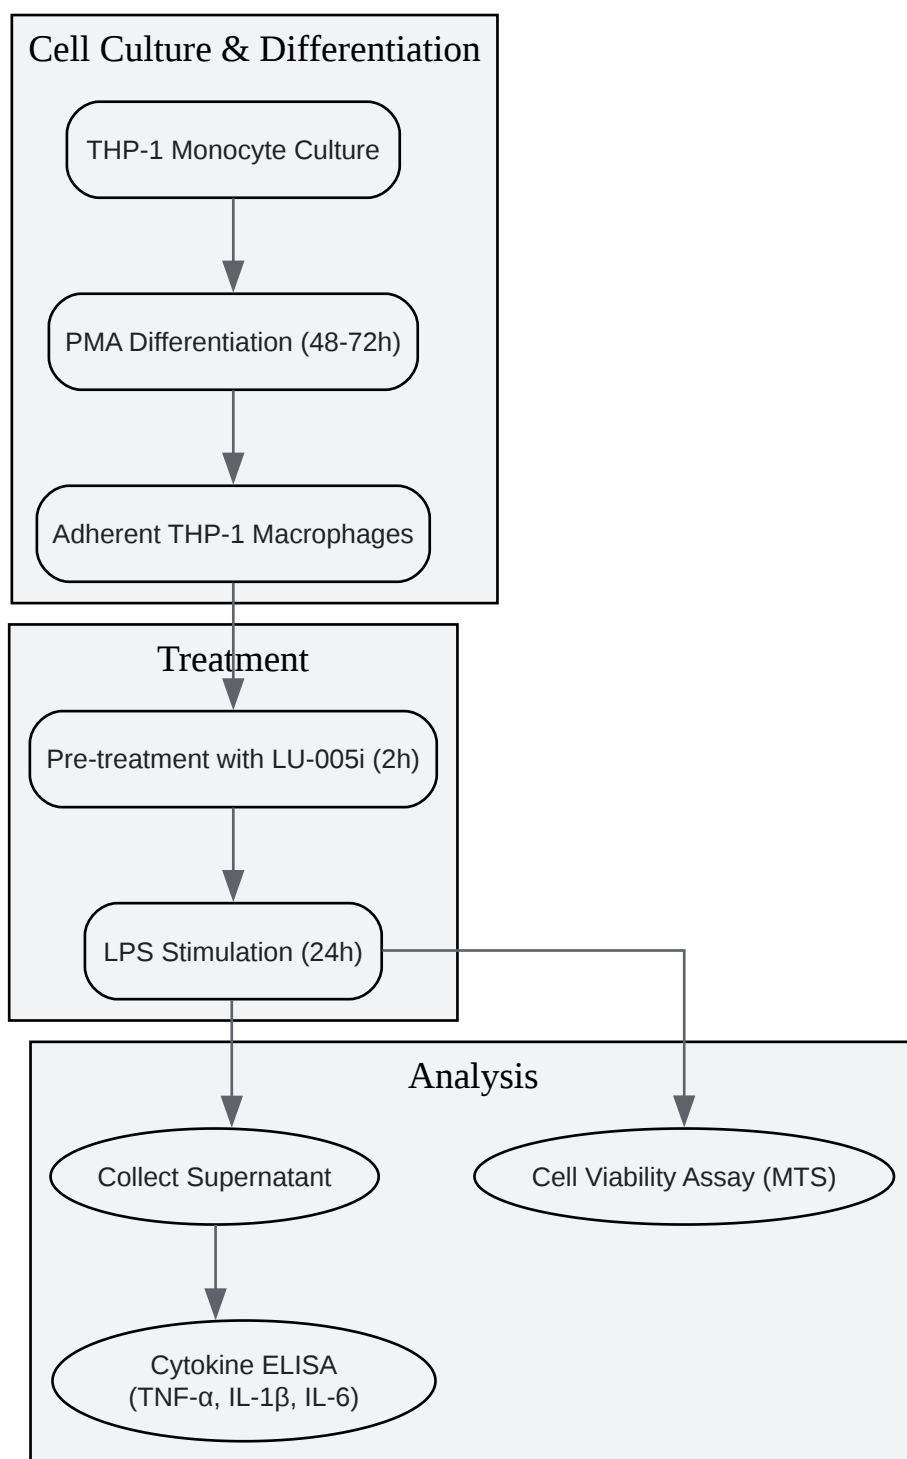 Cell Culture & Differentiation
THP-1 Monocyte Culture
PMA Differentiation (48-72h)
Adherent THP-1 Macrophages
Treatment
Pre-treatment with LU-005i (2h)
LPS Stimulation (24h)
Analysis
Collect Supernatant
Cell Viability Assay (MTS)
Cytokine ELISA
(TNF-α, IL-1β, IL-6)